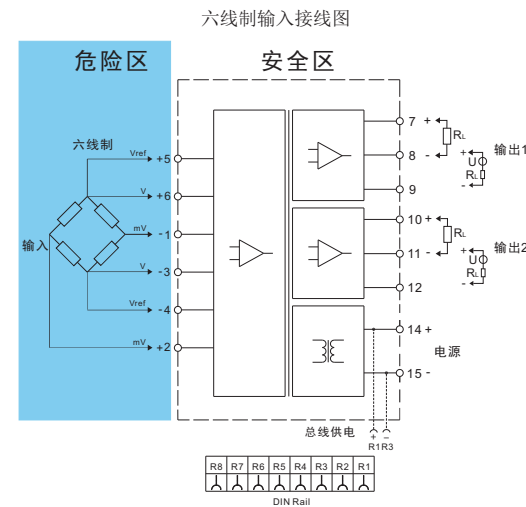 六线制输入接线图
危险区
安全区
六线制
Vref +5
V +6
mV -1
输入
V -3
Vref -4
mV +2
7 +
RL
8 -
9
+
U
RL
-
输出1
10 +
RL
11 -
12
+
U
RL
-
输出2
14 +
电源
15 -
总线供电
+ -
R1 R3
R8 R7 R6 R5 R4 R3 R2 R1
DIN Rail